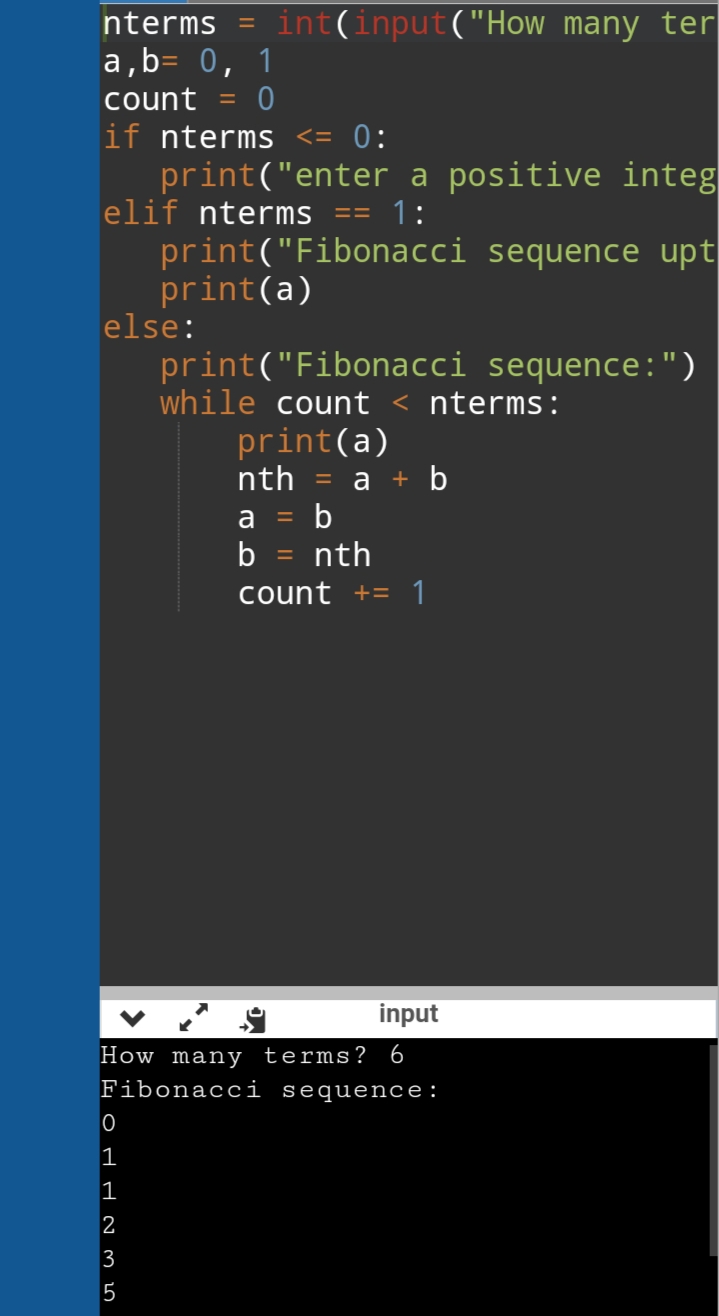 nterms = int(input("How many ter
a,b= 0, 1
count = 0
if nterms <= 0:
   print("enter a positive integ
elif nterms == 1:
   print("Fibonacci sequence upt
   print(a)
else:
   print("Fibonacci sequence:")
   while count < nterms:
       print(a)
       nth = a + b
       a = b
       b = nth
       count += 1
input
How many terms? 6
Fibonacci sequence:
0
1
1
2
3
5